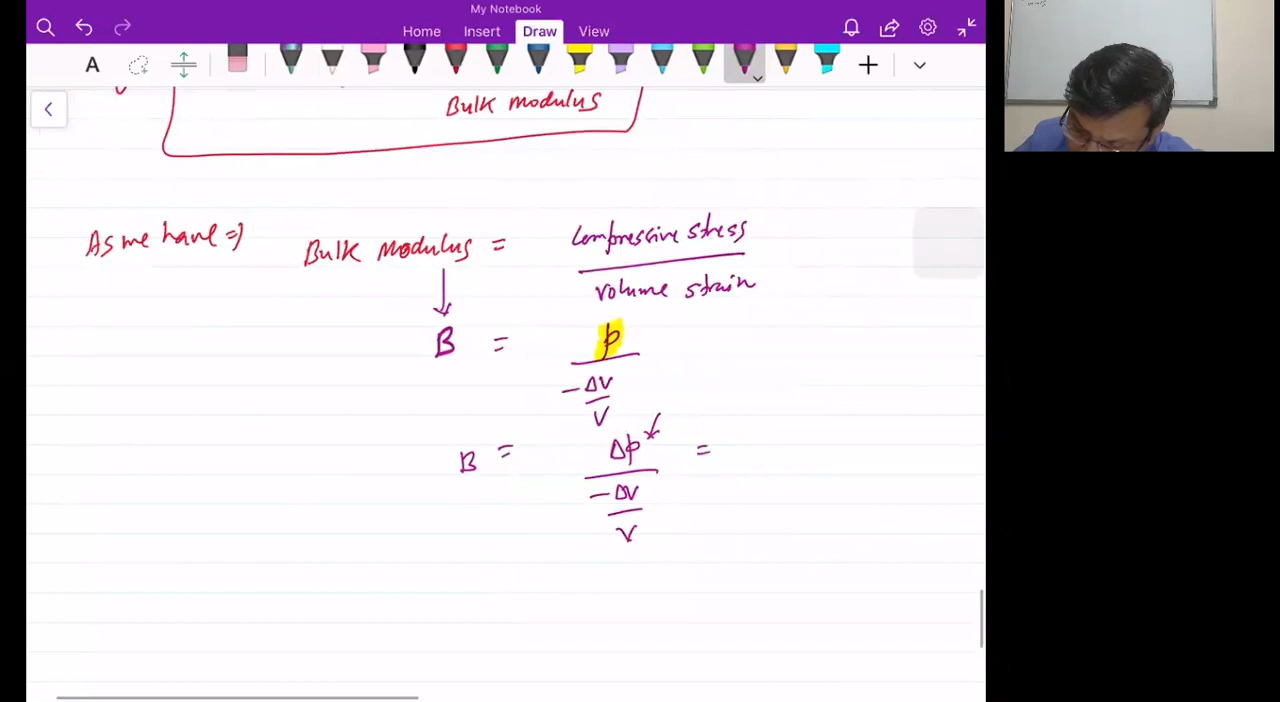 My Notebook
Home Insert Draw View
A
Bulk modulus
As we have ⇒ Bulk modulus = Compressive stress
volume strain
B = p
-ΔV
V
B = Δp =
-ΔV
V